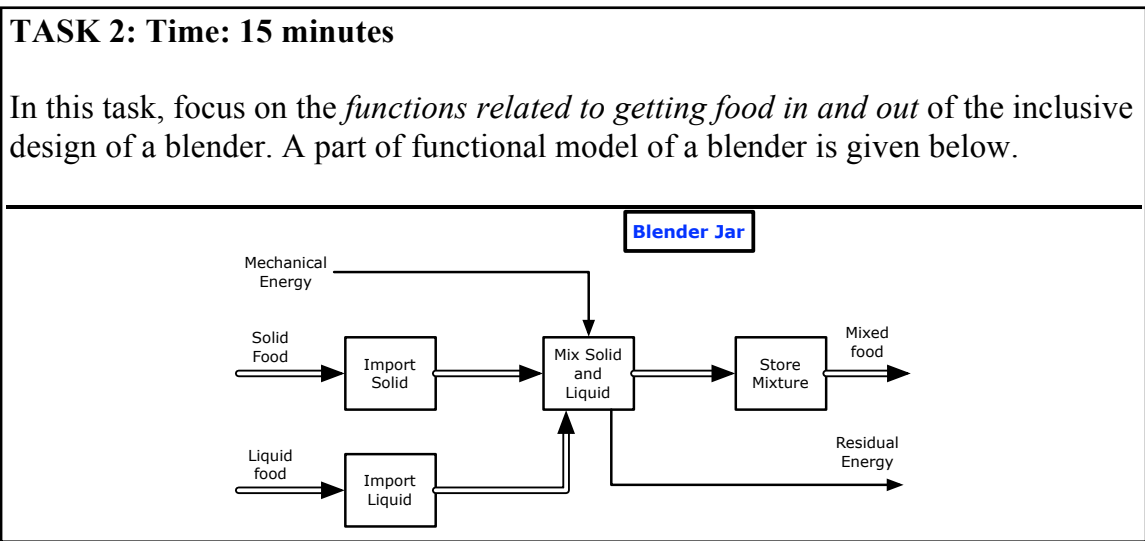 TASK 2: Time: 15 minutes
In this task, focus on the functions related to getting food in and out of the inclusive
design of a blender. A part of functional model of a blender is given below.
Blender Jar
Mechanical
Energy
Solid
Food
Import
Solid
Mix Solid
and
Liquid
Store
Mixture
Mixed
food
Liquid
food
Import
Liquid
Residual
Energy